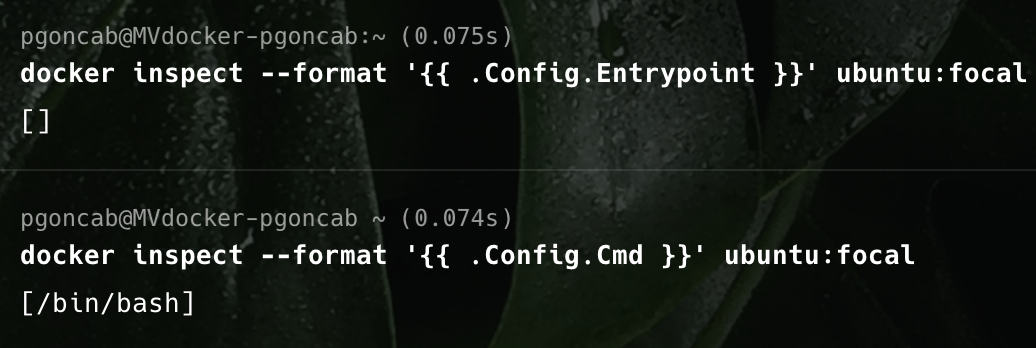 pgoncab@MVdocker-pgoncab:~ (0.075s)
docker inspect --format '{{ .Config.Entrypoint }}' ubuntu:focal
[]
pgoncab@MVdocker-pgoncab ~ (0.074s)
docker inspect --format '{{ .Config.Cmd }}' ubuntu:focal
[/bin/bash]